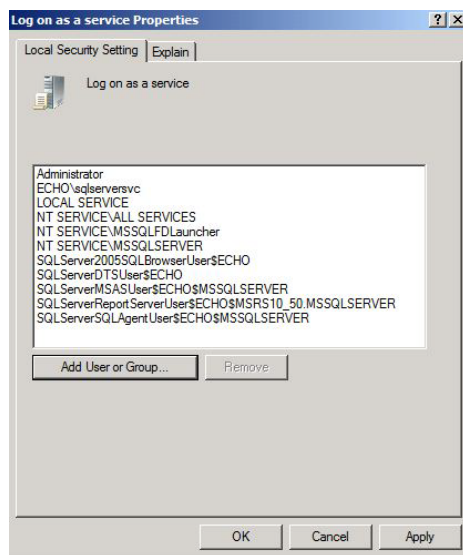 Log on as a service Properties
Local Security Setting
Explain
Log on as a service
Administrator
ECHO\sqlserversvc
LOCAL SERVICE
NT SERVICE\ALL SERVICES
NT SERVICE\MSSQLFDLauncher
NT SERVICE\MSSQLSERVER
SQLServer2005SQLBrowserUser$ECHO
SQLServerDTSUser$ECHO
SQLServerMSASUser$ECHO$MSSQLSERVER
SQLServerReportServerUser$ECHO$MSRS10_50.MSSQLSERVER
SQLServerSQLAgentUser$ECHO$MSSQLSERVER
Add User or Group...
Remove
OK
Cancel
Apply